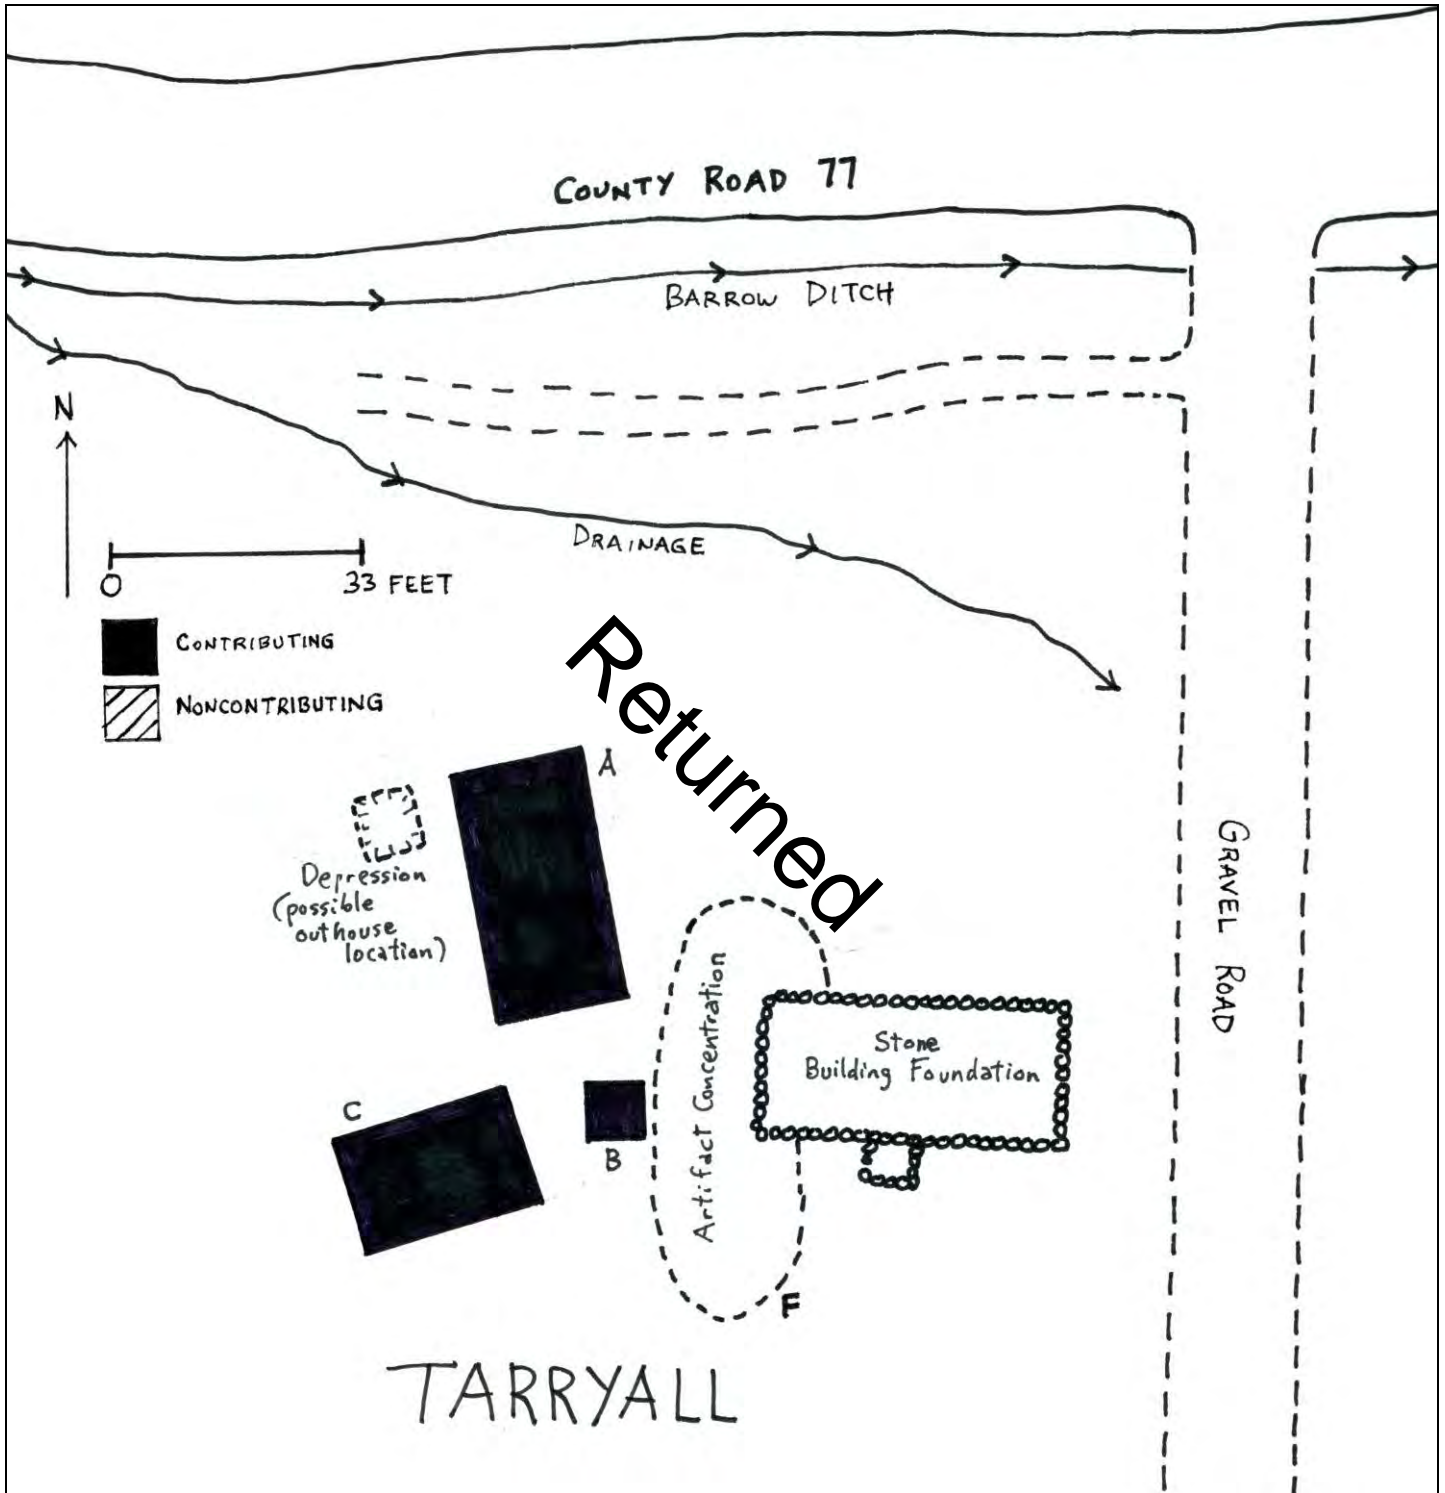 COUNTY ROAD 77
BARROW DITCH
N
DRAINAGE
0
33 FEET
CONTRIBUTING
NONCONTRIBUTING
Returned
A
Depression
(possible
outhouse
location)
GRAVEL ROAD
Artifact Concentration
Stone
Building Foundation
C
B
F
TARRYALL